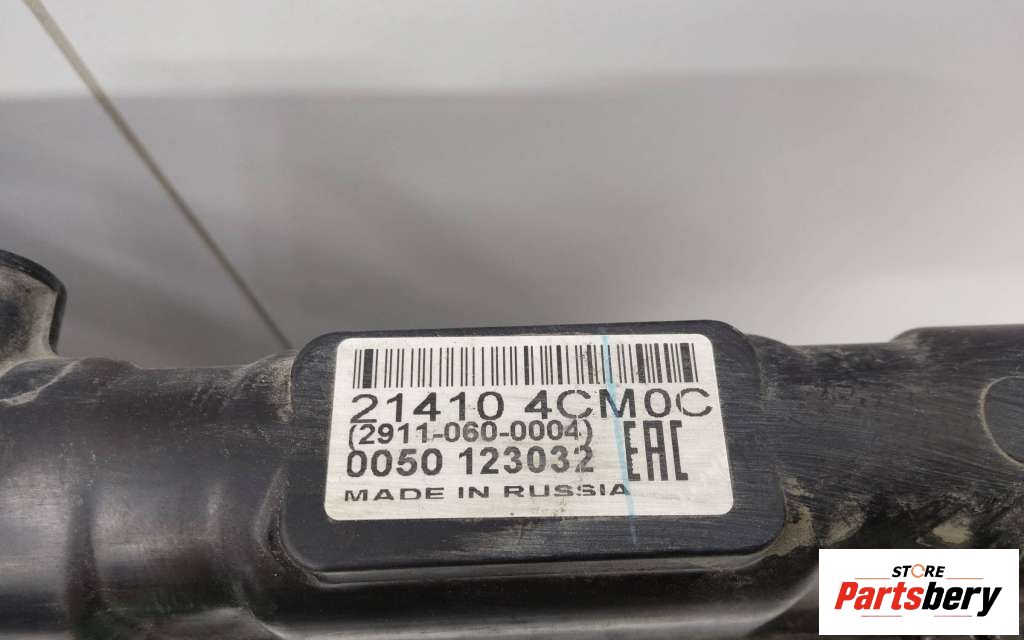 21410 4CM0C
(2911-060-0004)
0050 123032
EAC
MADE IN RUSSIA
STORE
Partsbery